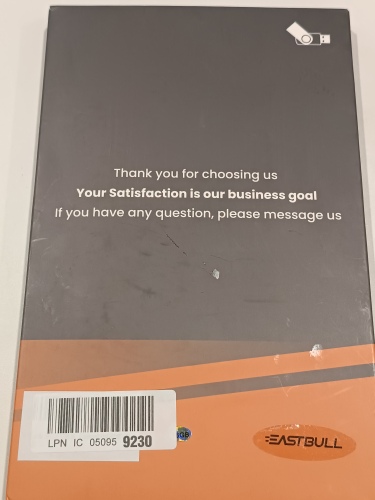 Thank you for choosing us
Your Satisfaction is our business goal
If you have any question, please message us
LPN IC 05095 9230
EASTBULL